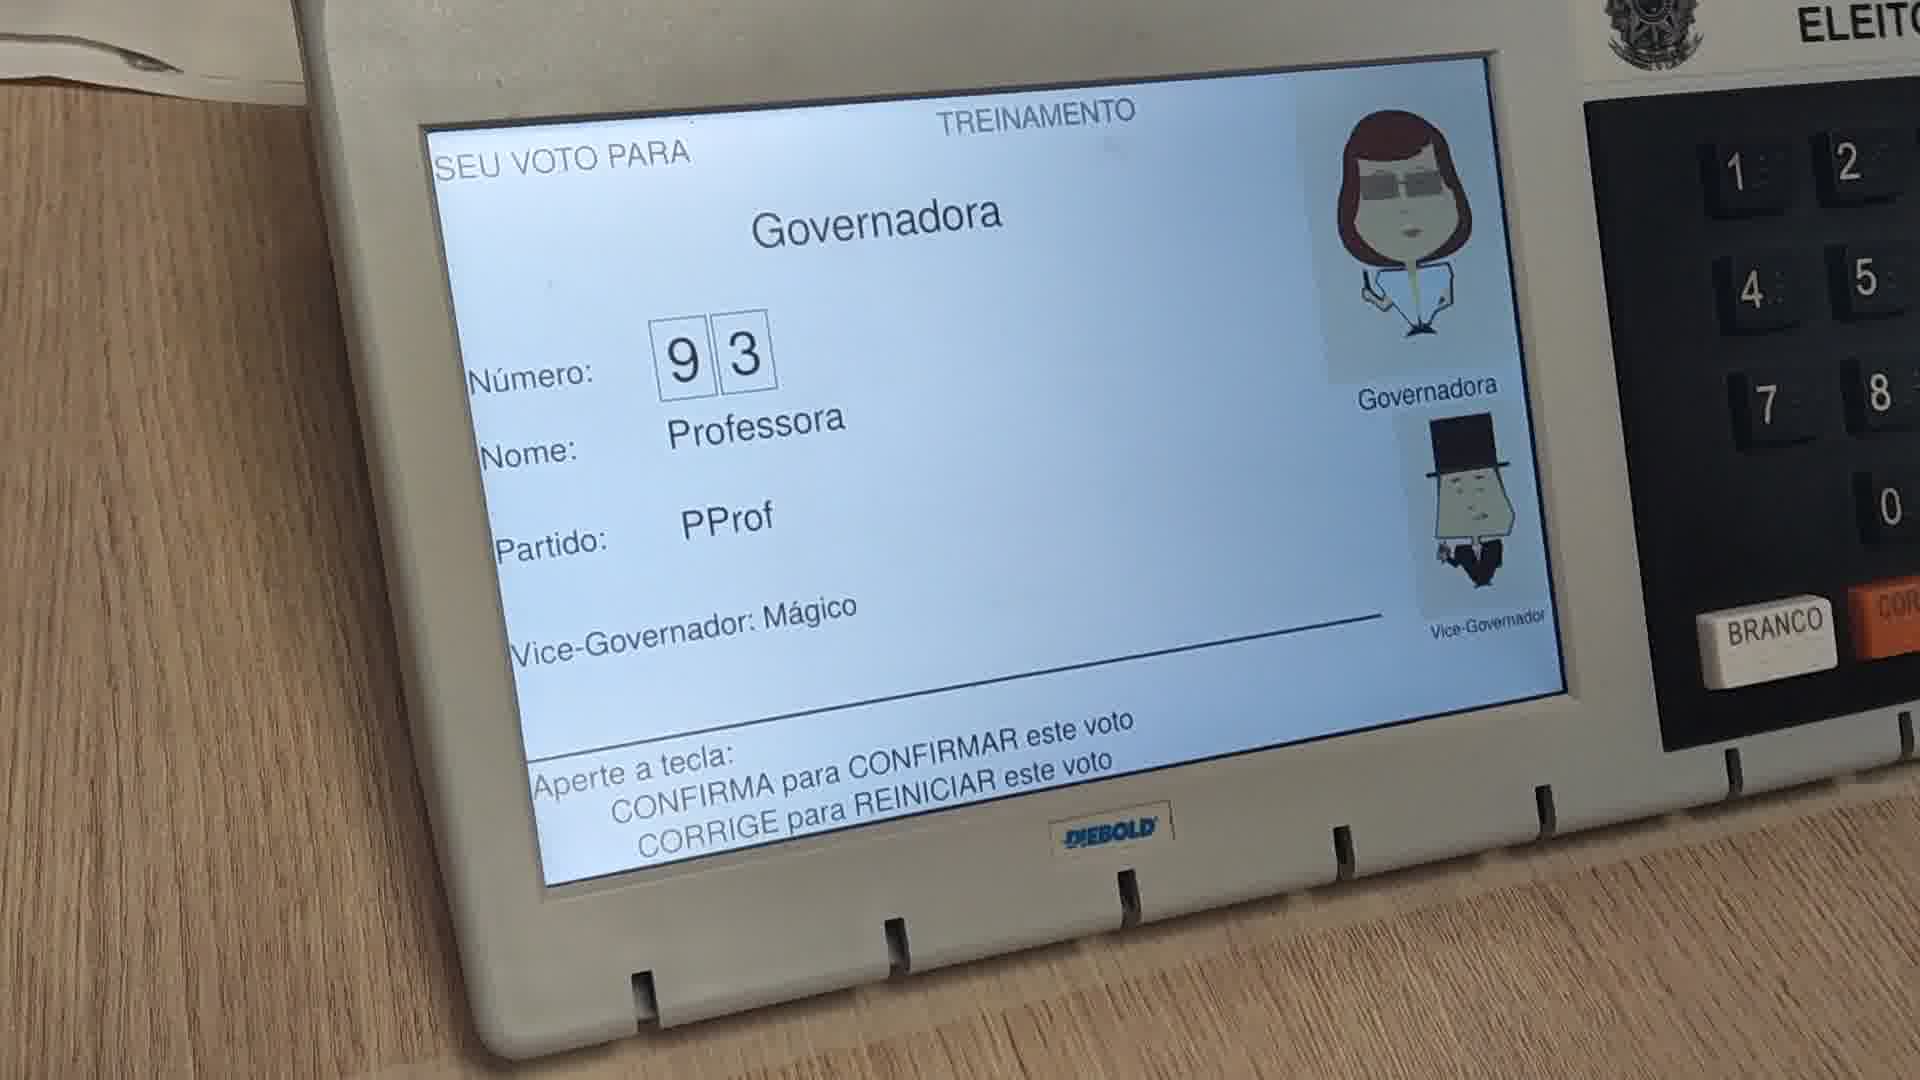 TREINAMENTO
SEU VOTO PARA
Governadora
Número: 9 3
Nome: Professora
Partido: PProf
Vice-Governador: Mágico
Governadora
Vice-Governador
Aperte a tecla:
CONFIRMA para CONFIRMAR este voto
CORRIGE para REINICIAR este voto
DIEBOLD
ELEITO
1 2
4 5
7 8
0
BRANCO COR